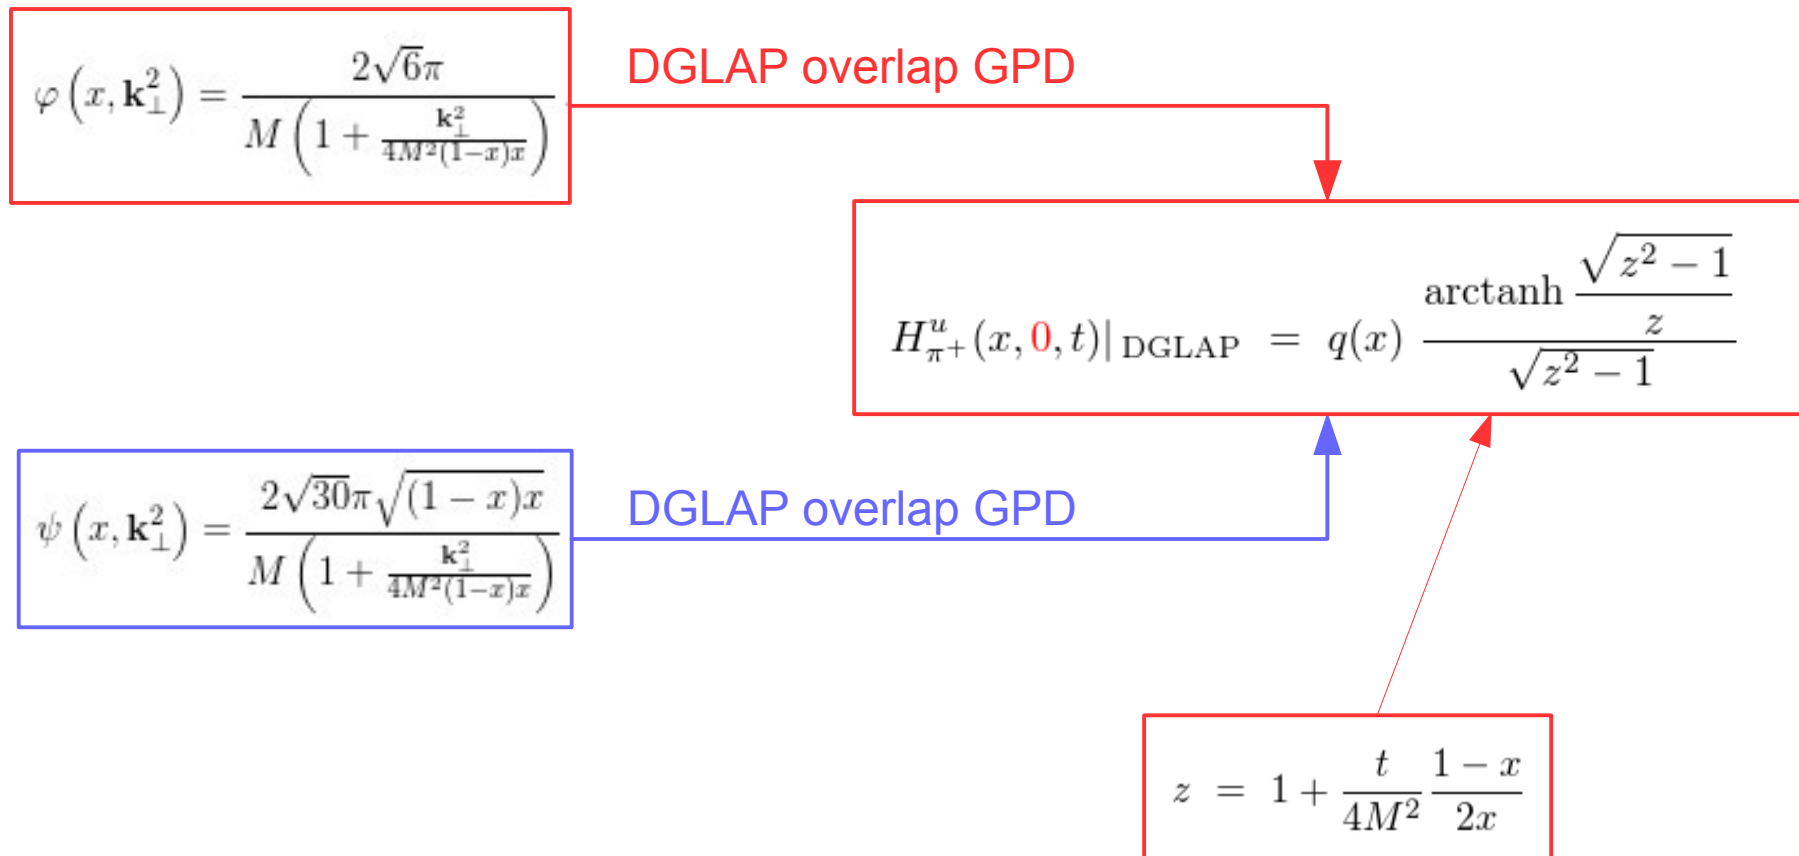 φ(x, k⊥²) = 2√6π / M(1 + k⊥² / 4M²(1−x)x)
DGLAP overlap GPD
H^u_π+(x, 0, t)|DGLAP = q(x) arctanh(√(z² − 1) / z) / √(z² − 1)
ψ(x, k⊥²) = 2√30π√((1 − x)x) / M(1 + k⊥² / 4M²(1−x)x)
DGLAP overlap GPD
z = 1 + t / 4M² 1 − x / 2x